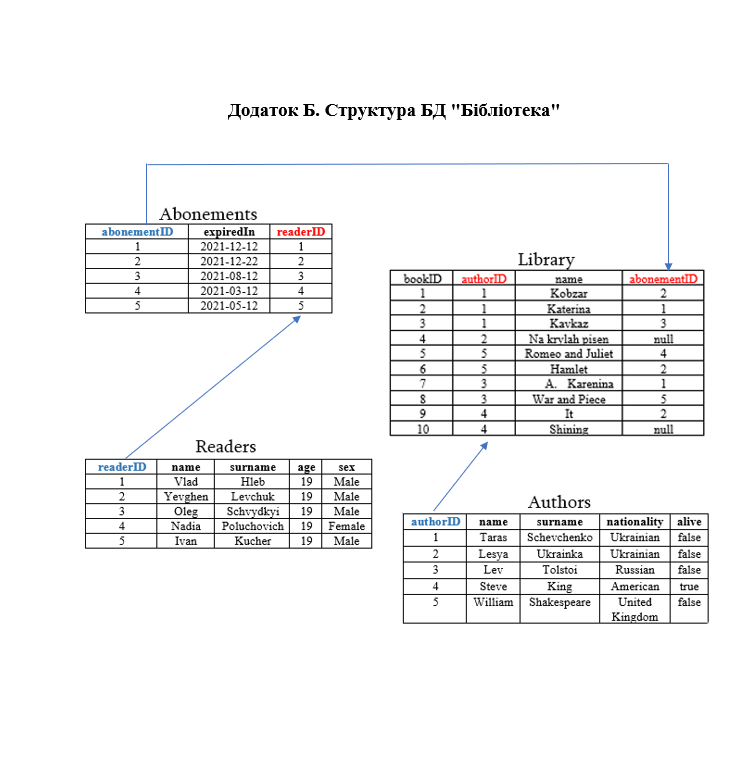 Додаток Б. Структура БД "Бібліотека"
Abonements
abonementID expiredIn readerID
1 2021-12-12 1
2 2021-12-22 2
3 2021-08-12 3
4 2021-03-12 4
5 2021-05-12 5
Library
bookID authorID name abonementID
1 1 Kobzar 2
2 1 Katerina 1
3 1 Kavkaz 3
4 2 Na krylah pisen null
5 5 Romeo and Juliet 4
6 5 Hamlet 2
7 3 A. Karenina 1
8 3 War and Piece 5
9 4 It 2
10 4 Shining null
Readers
readerID name surname age sex
1 Vlad Hleb 19 Male
2 Yevghen Levchuk 19 Male
3 Oleg Schvydkyi 19 Male
4 Nadia Poluchovich 19 Female
5 Ivan Kucher 19 Male
Authors
authorID name surname nationality alive
1 Taras Schevchenko Ukrainian false
2 Lesya Ukrainka Ukrainian false
3 Lev Tolstoi Russian false
4 Steve King American true
5 William Shakespeare United false
Kingdom